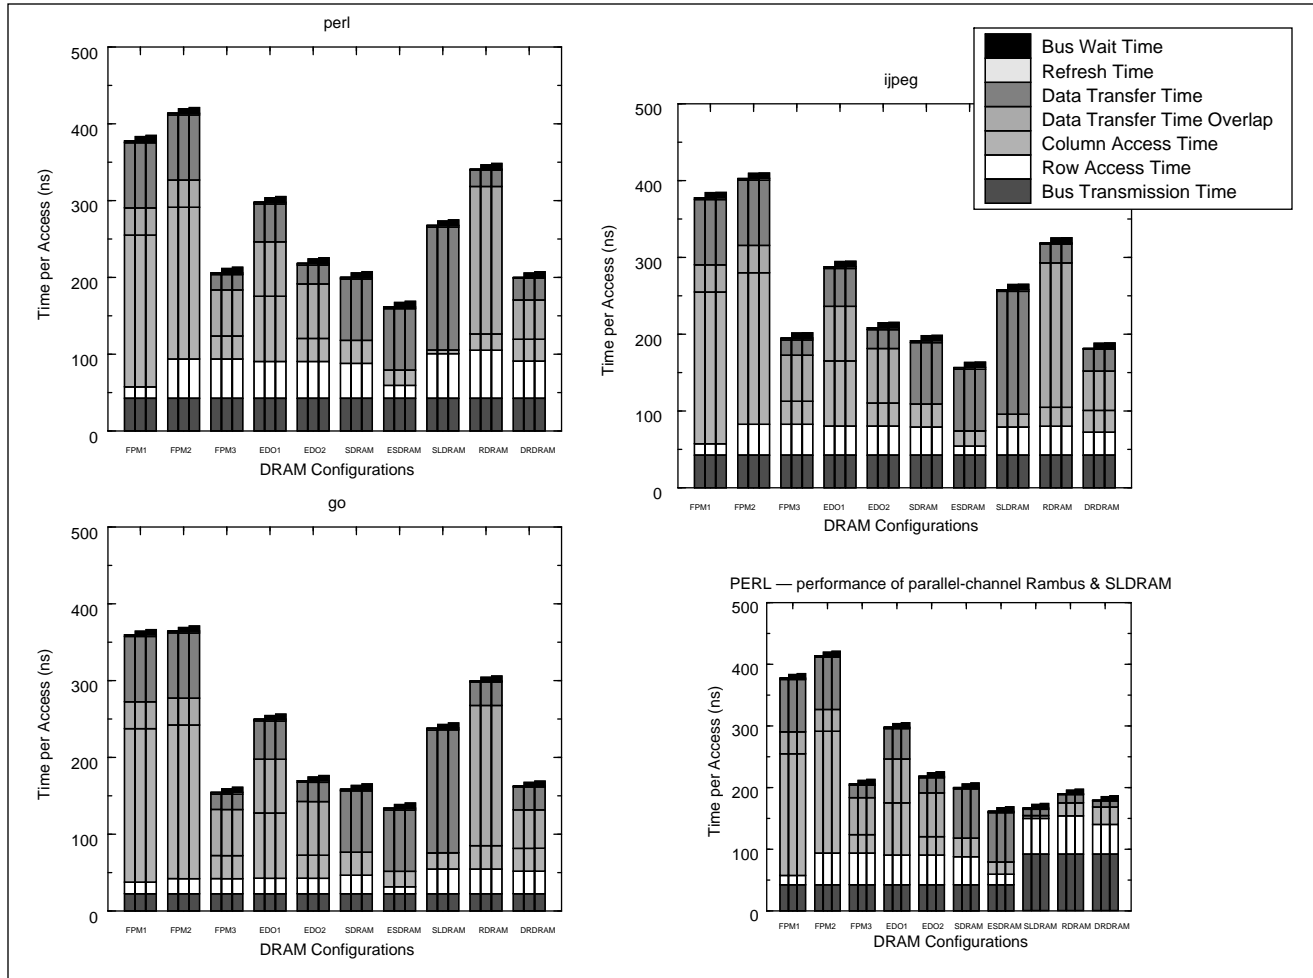 perl
500
400
300
200
100
0
Time per Access (ns)
FPM1 FPM2 FPM3 EDO1 EDO2 SDRAM ESDRAM SLDRAM RDRAM DRDRAM
DRAM Configurations
Bus Wait Time
Refresh Time
Data Transfer Time
Data Transfer Time Overlap
Column Access Time
Row Access Time
Bus Transmission Time
ijpeg
500
400
300
200
100
0
Time per Access (ns)
FPM1 FPM2 FPM3 EDO1 EDO2 SDRAM ESDRAM SLDRAM RDRAM DRDRAM
DRAM Configurations
go
500
400
300
200
100
0
Time per Access (ns)
FPM1 FPM2 FPM3 EDO1 EDO2 SDRAM ESDRAM SLDRAM RDRAM DRDRAM
DRAM Configurations
PERL — performance of parallel-channel Rambus & SLDRAM
500
400
300
200
100
0
Time per Access (ns)
FPM1 FPM2 FPM3 EDO1 EDO2 SDRAM ESDRAM SLDRAM RDRAM DRDRAM
DRAM Configurations